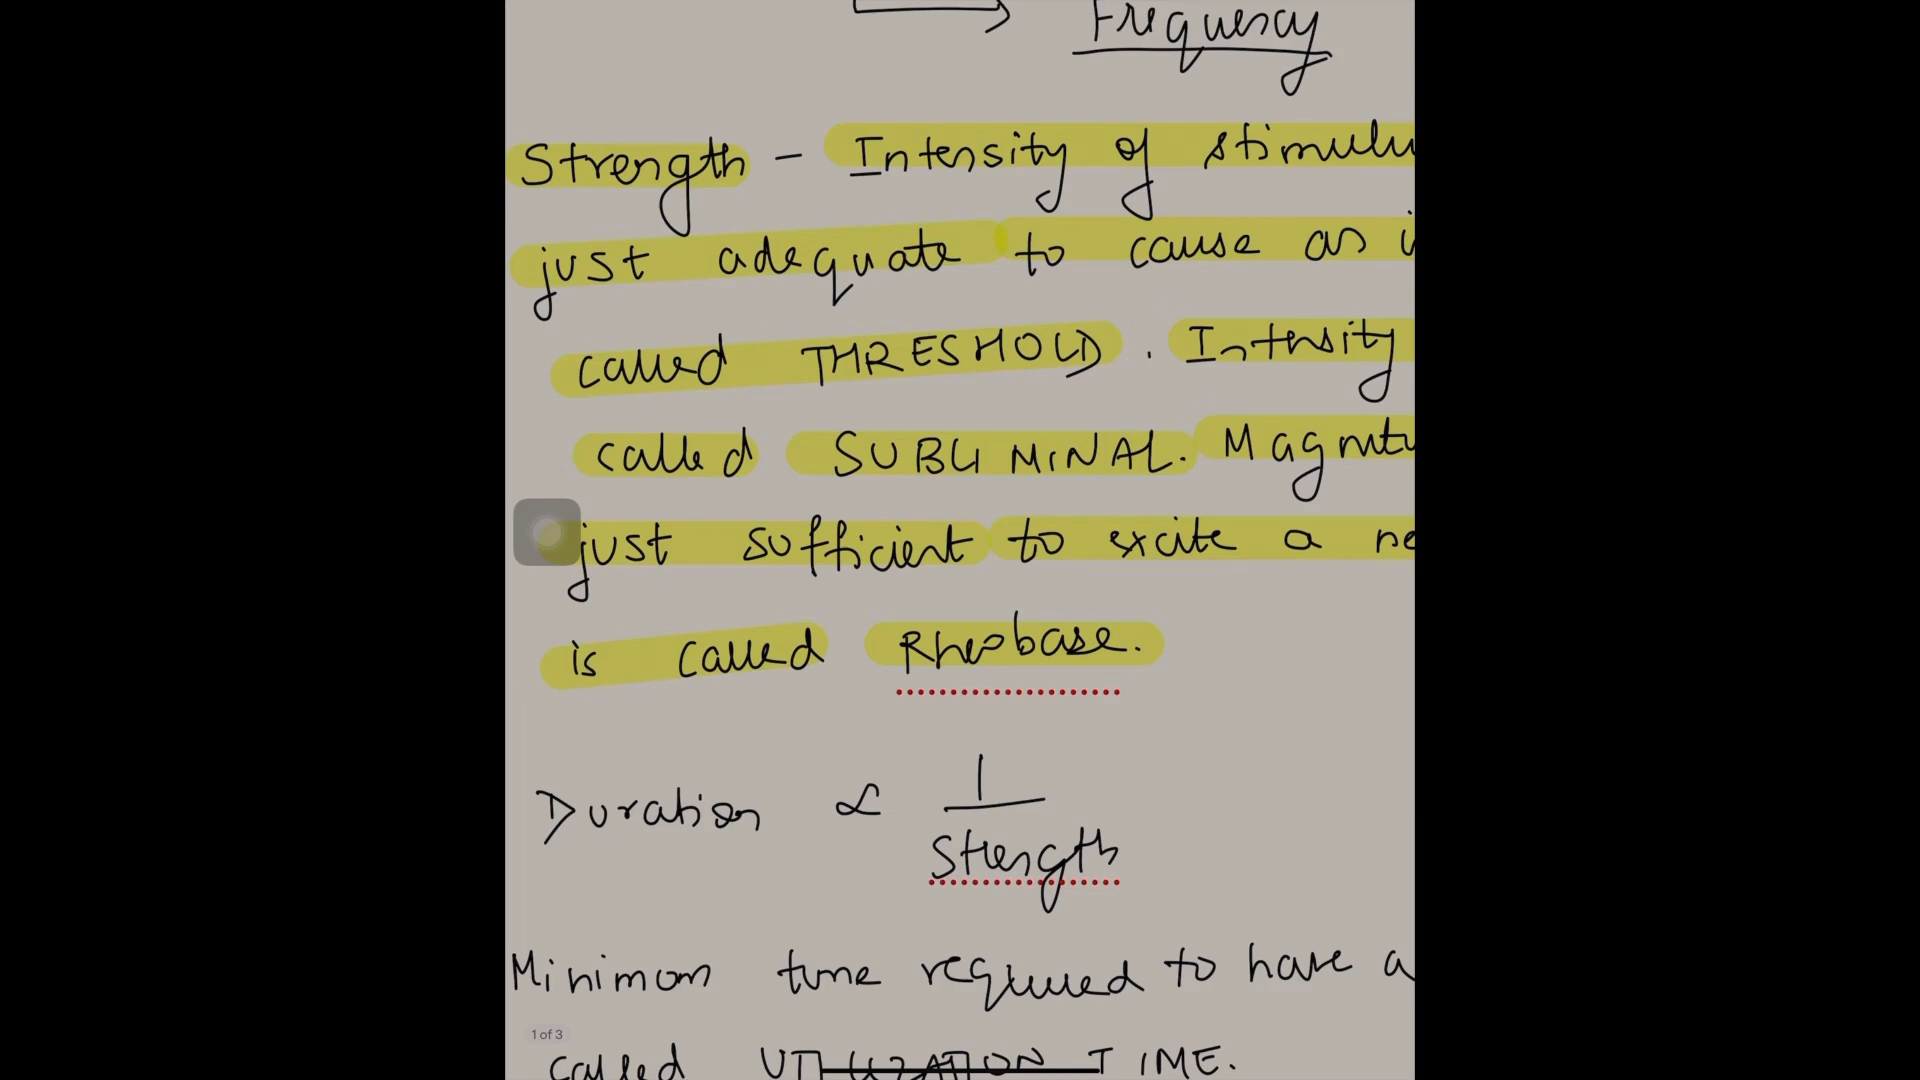 Frequency
Strength - Intensity of stimulu
just adequate to cause as i
called THRESHOLD. Intensity
called SUBLIMINAL. Magnitu
just sufficient to excite a ne
is called Rheobase.
Duration ∝ 1
Strength
Minimum time required to have a
1 of 3
called UTILIZATION TIME.